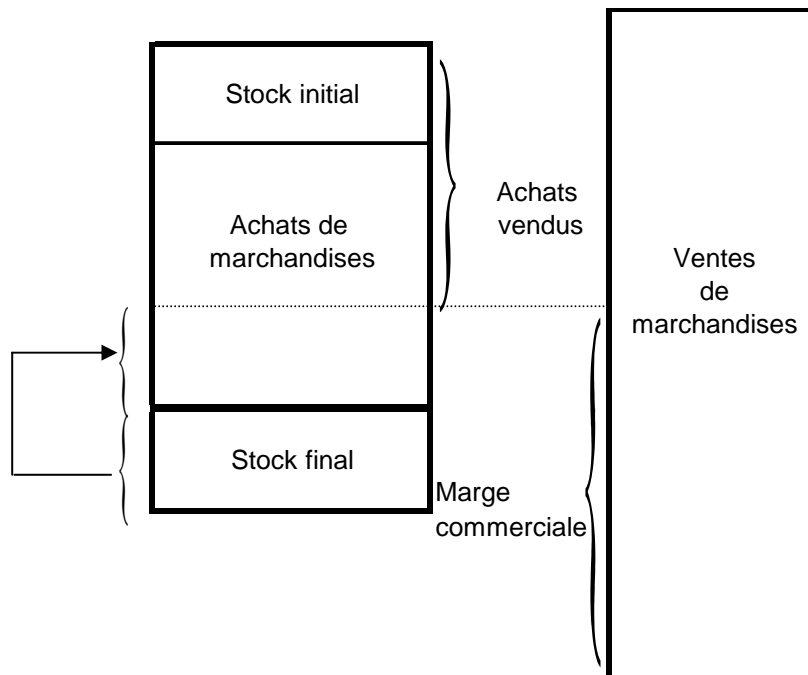 Stock initial
Achats de
marchandises
Achats
vendus
Ventes
de
marchandises
Stock final
Marge
commerciale